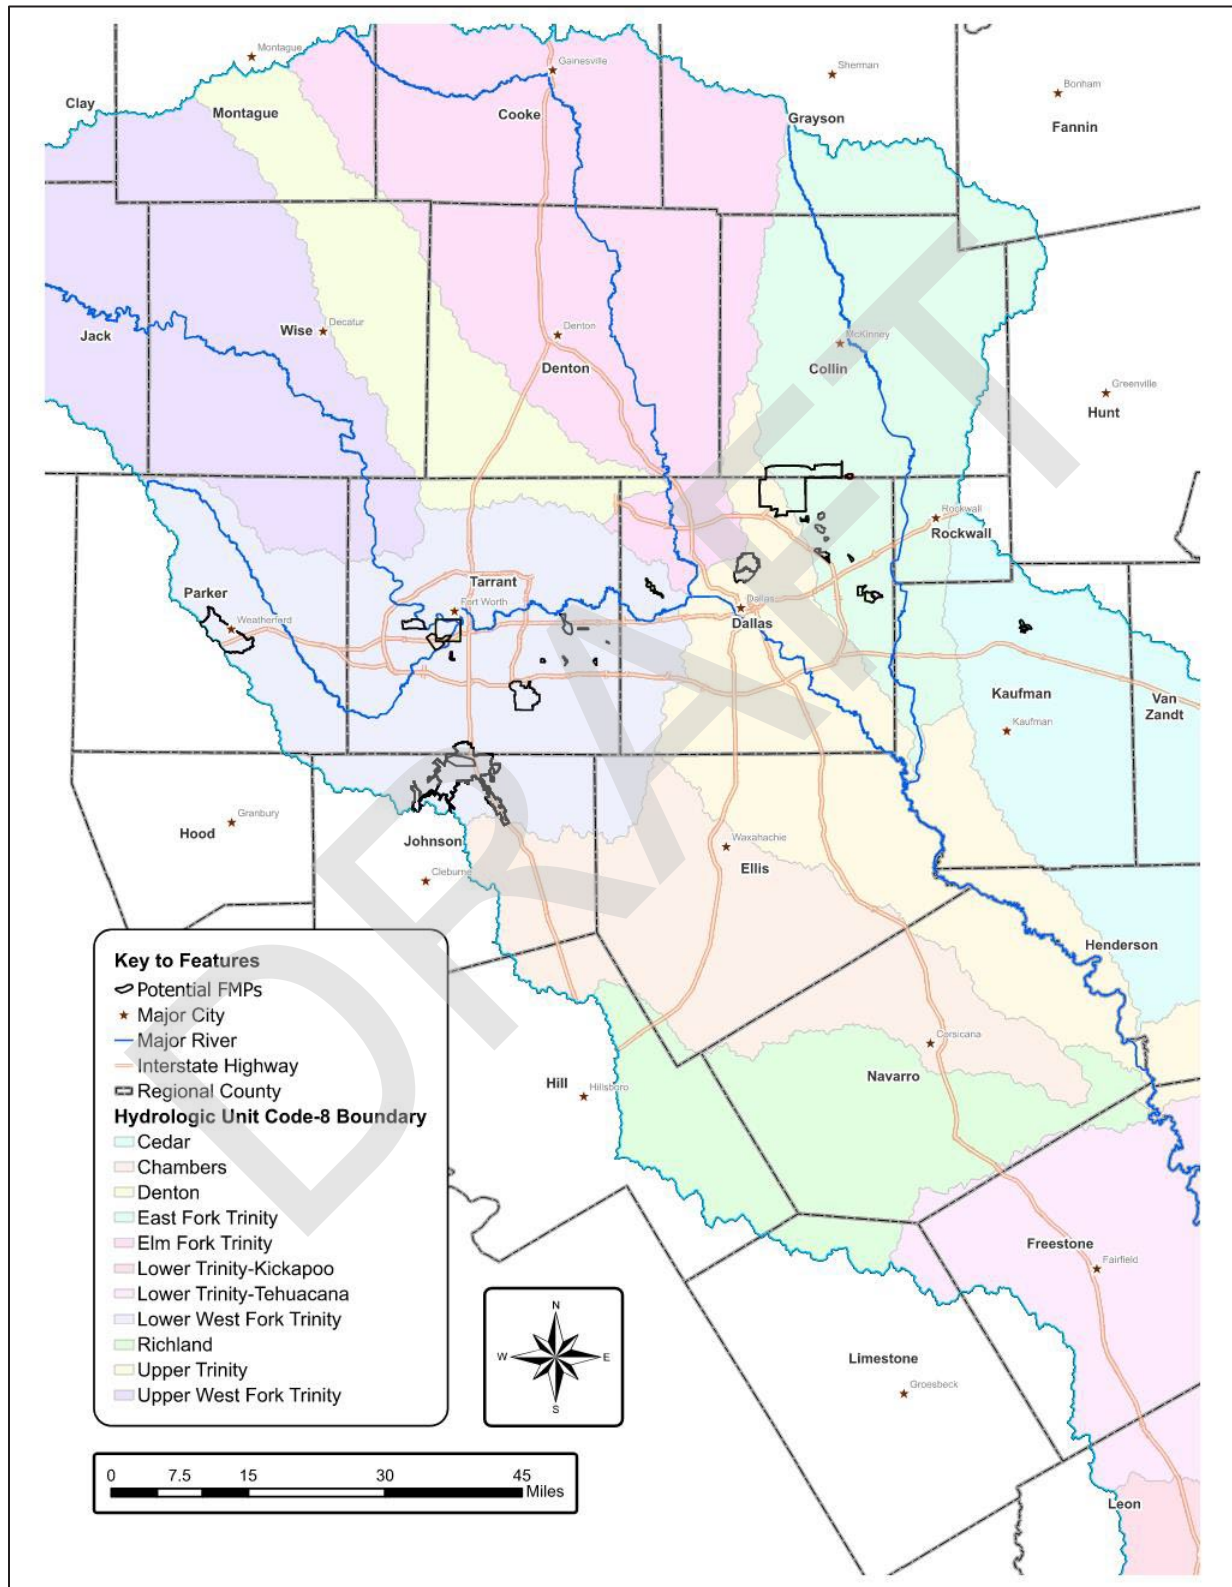 Montague
Gainesville
Sherman
Bonham
Clay
Montague
Cooke
Grayson
Fannin
Decatur
Wise
Jack
Denton
Denton
McKinney
Collin
Greenville
Hunt
Rockwall
Rockwall
Parker
Weatherford
Tarrant
Fort Worth
Dallas
Dallas
Kaufman
Kaufman
Van
Zandt
Granbury
Hood
Johnson
Cleburne
Waxahachie
Ellis
Henderson
Corsicana
Navarro
Hill
Hillsboro
Freestone
Fairfield
Limestone
Groesbeck
Leon
DRAFT
Key to Features
Potential FMPs
Major City
Major River
Interstate Highway
Regional County
Hydrologic Unit Code-8 Boundary
Cedar
Chambers
Denton
East Fork Trinity
Elm Fork Trinity
Lower Trinity-Kickapoo
Lower Trinity-Tehuacana
Lower West Fork Trinity
Richland
Upper Trinity
Upper West Fork Trinity
N
W E
S
0 7.5 15 30 45
Miles